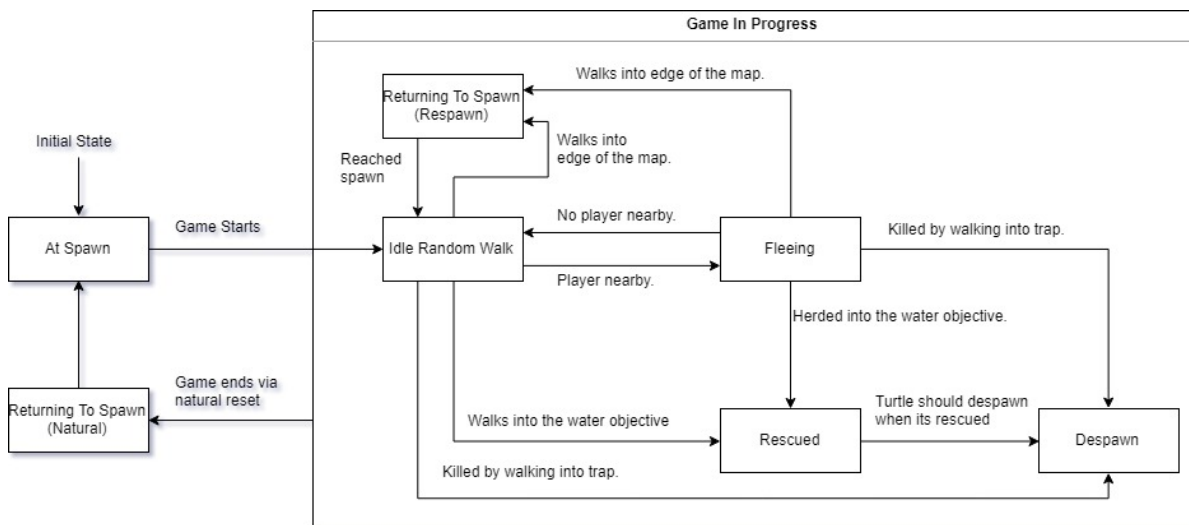 Game In Progress
Walks into edge of the map.
Returning To Spawn
(Respawn)
Initial State
Walks into
edge of the map.
Reached
spawn
Game Starts
No player nearby.
Killed by walking into trap.
At Spawn
Idle Random Walk
Fleeing
Player nearby.
Herded into the water objective.
Game ends via
natural reset
Returning To Spawn
(Natural)
Walks into the water objective
Rescued
Turtle should despawn
when its rescued
Despawn
Killed by walking into trap.